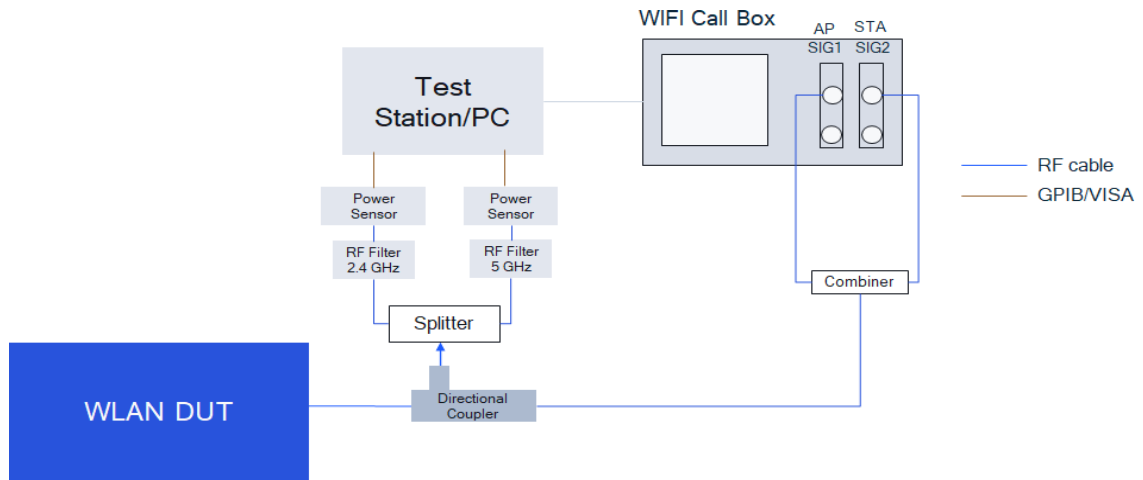 WIFI Call Box
AP
STA
SIG1
SIG2
Test
Station/PC
RF cable
GPIB/VISA
Power
Sensor
Power
Sensor
RF Filter
2.4 GHz
RF Filter
5 GHz
Combiner
Splitter
Directional
Coupler
WLAN DUT